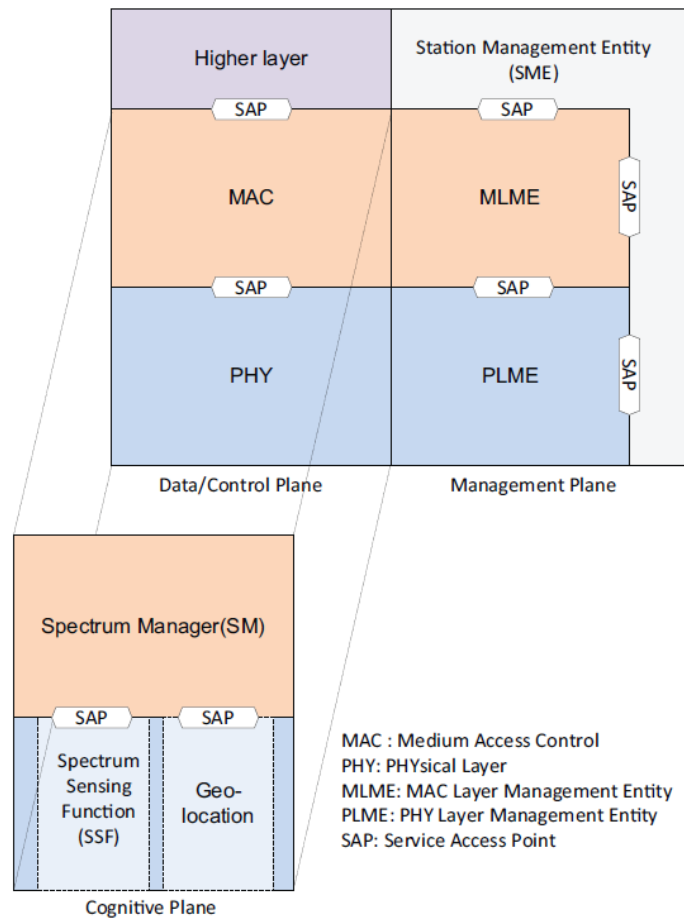 Higher layer
Station Management Entity
(SME)
SAP
SAP
MAC
MLME
SAP
SAP
SAP
PHY
PLME
SAP
Data/Control Plane
Management Plane
Spectrum Manager(SM)
SAP
SAP
Spectrum
Sensing
Function
(SSF)
Geo-
location
MAC : Medium Access Control
PHY: PHYsical Layer
MLME: MAC Layer Management Entity
PLME: PHY Layer Management Entity
SAP: Service Access Point
Cognitive Plane